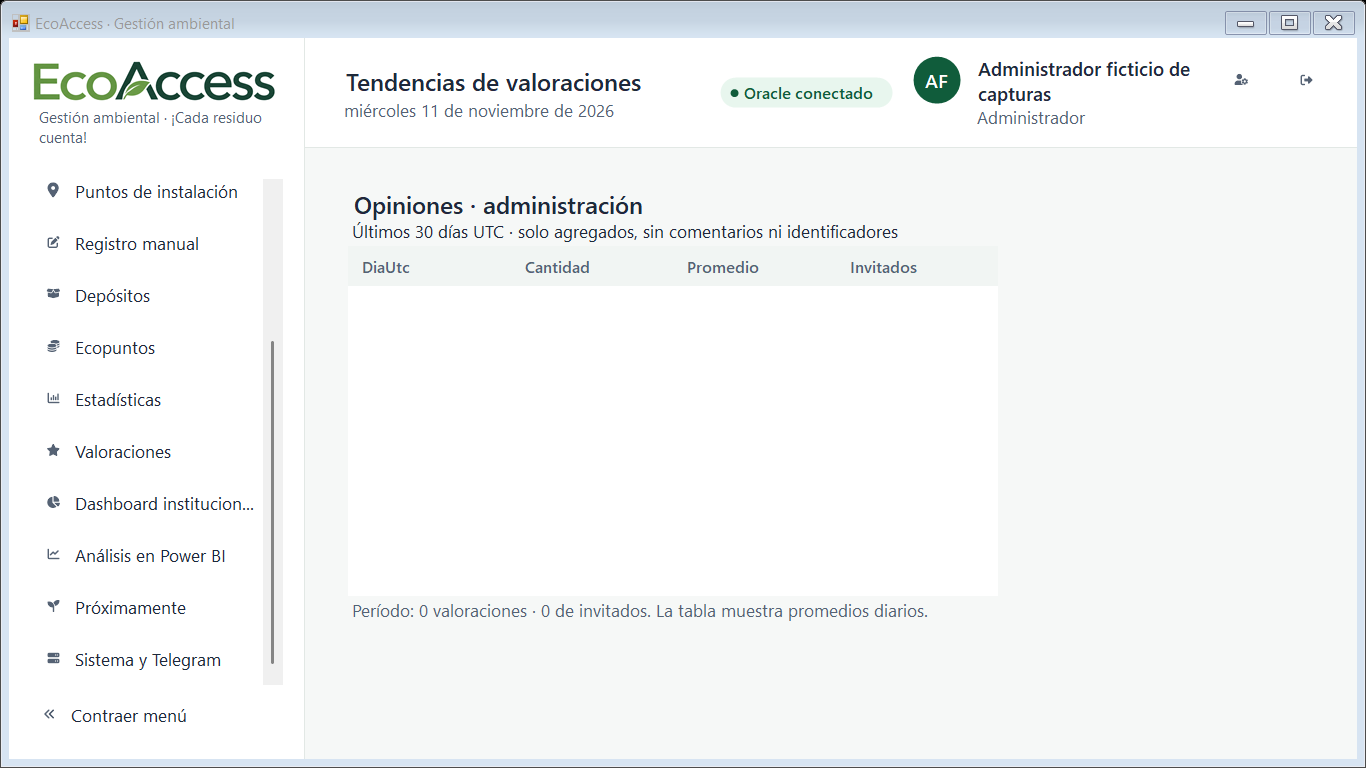 EcoAccess · Gestión ambiental
EcoAccess
Gestión ambiental · ¡Cada residuo
cuenta!
Puntos de instalación
Registro manual
Depósitos
Ecopuntos
Estadísticas
Valoraciones
Dashboard institucion...
Análisis en Power BI
Próximamente
Sistema y Telegram
Contraer menú
Tendencias de valoraciones
miércoles 11 de noviembre de 2026
Oracle conectado
AF
Administrador ficticio de
capturas
Administrador
Opiniones · administración
Últimos 30 días UTC · solo agregados, sin comentarios ni identificadores
DiaUtc Cantidad Promedio Invitados
Período: 0 valoraciones · 0 de invitados. La tabla muestra promedios diarios.